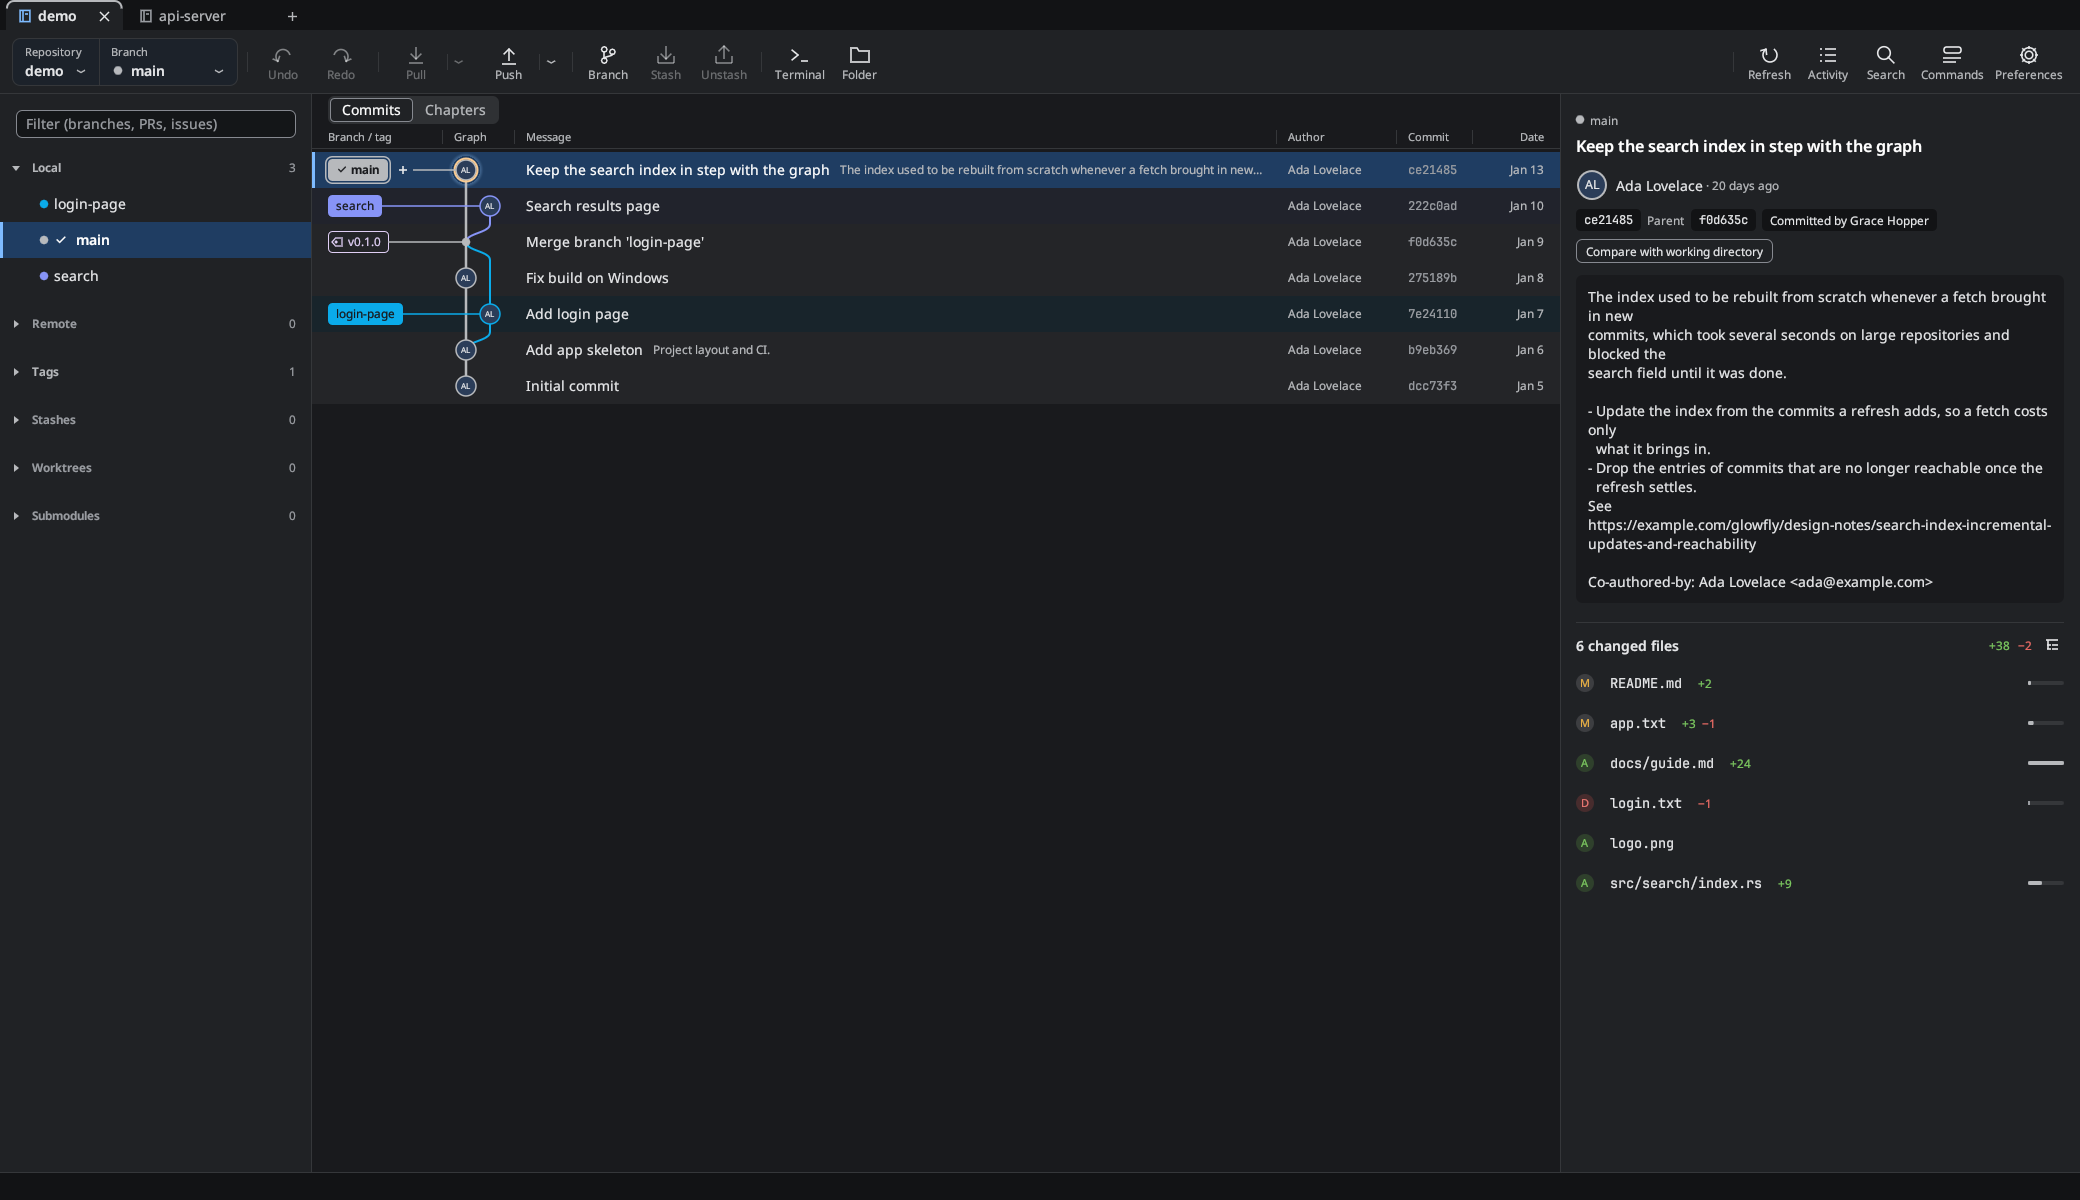 demo
api-server
Repository
demo
Branch
main
Undo
Redo
Pull
Push
Branch
Stash
Unstash
Terminal
Folder
Refresh
Activity
Search
Commands
Preferences
Filter (branches, PRs, issues)
Local 3
login-page
main
search
Remote 0
Tags 1
Stashes 0
Worktrees 0
Submodules 0
Commits Chapters
Branch / tag Graph Message Author Commit Date
main + AL Keep the search index in step with the graph The index used to be rebuilt from scratch whenever a fetch brought in new... Ada Lovelace ce21485 Jan 13
search AL Search results page Ada Lovelace 222c0ad Jan 10
v0.1.0 Merge branch 'login-page' Ada Lovelace f0d635c Jan 9
AL Fix build on Windows Ada Lovelace 275189b Jan 8
login-page AL Add login page Ada Lovelace 7e24110 Jan 7
AL Add app skeleton Project layout and CI. Ada Lovelace b9eb369 Jan 6
AL Initial commit Ada Lovelace dcc73f3 Jan 5
main
Keep the search index in step with the graph
AL Ada Lovelace · 20 days ago
ce21485 Parent f0d635c Committed by Grace Hopper
Compare with working directory
The index used to be rebuilt from scratch whenever a fetch brought
in new
commits, which took several seconds on large repositories and
blocked the
search field until it was done.
- Update the index from the commits a refresh adds, so a fetch costs
only
what it brings in.
- Drop the entries of commits that are no longer reachable once the
refresh settles.
See
https://example.com/glowfly/design-notes/search-index-incremental-
updates-and-reachability
Co-authored-by: Ada Lovelace <ada@example.com>
6 changed files +38 −2
M README.md +2
M app.txt +3 −1
A docs/guide.md +24
D login.txt −1
A logo.png
A src/search/index.rs +9